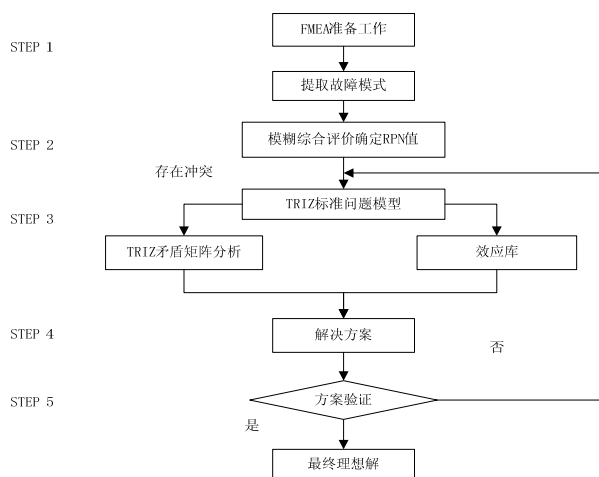 FMEA准备工作
STEP 1
提取故障模式
模糊综合评价确定RPN值
STEP 2
存在冲突
TRIZ标准问题模型
STEP 3
TRIZ矛盾矩阵分析
效应库
STEP 4
解决方案
否
方案验证
STEP 5
是
最终理想解